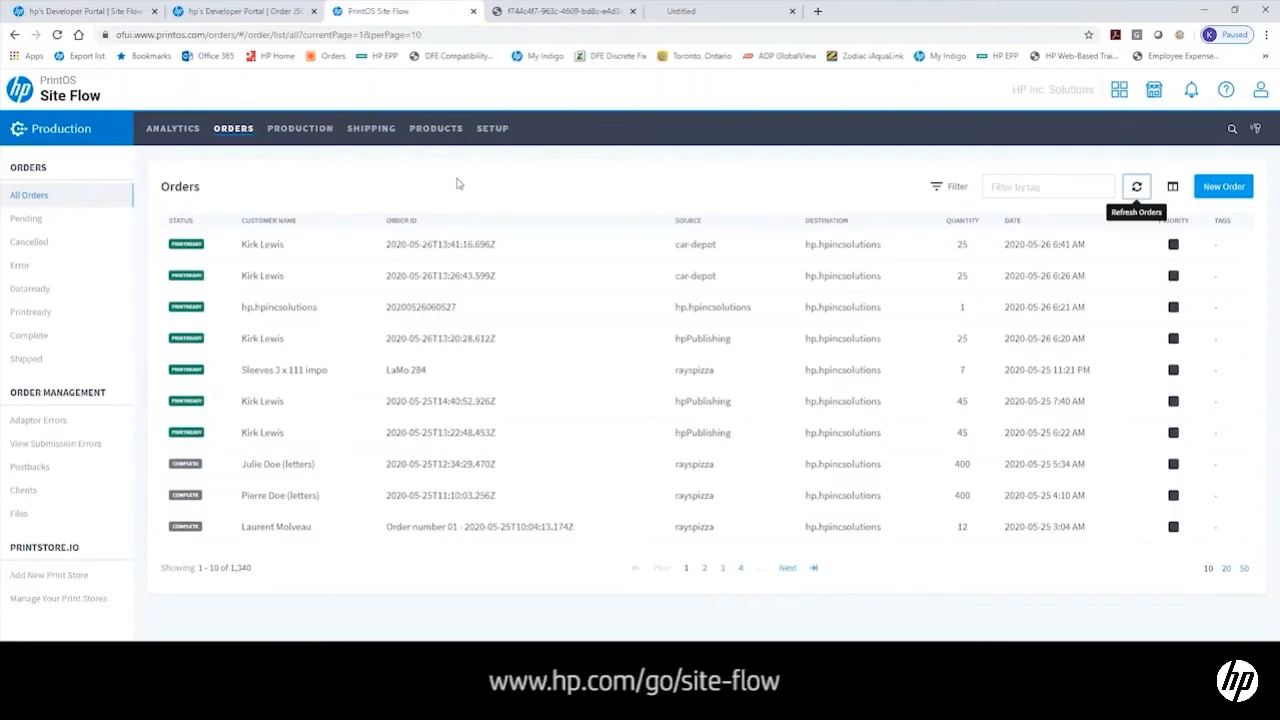 hp's Developer Portal | Site Flow
hp's Developer Portal | Order JS
PrintOS Site Flow
f744c4f7-963c-4609-bd8c-e4d3
Untitled
ofui.www.printos.com/orders/#/order/list/all?currentPage=1&perPage=10
K Paused
Apps Export list Bookmarks Office 365 HP Home Orders HP EPP DFE Compatibility... My Indigo DFE Discrete Fix Toronto, Ontario ADP GlobalView Zodiac iAquaLink My Indigo HP EPP HP Web-Based Trai... Employee Expense...
hp PrintOS
Site Flow
HP Inc. Solutions
Production
ANALYTICS ORDERS PRODUCTION SHIPPING PRODUCTS SETUP
ORDERS
All Orders
Pending
Cancelled
Error
Dataready
Printready
Complete
Shipped
ORDER MANAGEMENT
Adaptor Errors
View Submission Errors
Postbacks
Clients
Files
PRINTSTORE.IO
Add New Print Store
Manage Your Print Stores
Orders
Filter
Filter by tag
New Order
Refresh Orders
STATUS CUSTOMER NAME ORDER ID SOURCE DESTINATION QUANTITY DATE RIORITY TAGS
PRINTREADY Kirk Lewis 2020-05-26T13:41:16.696Z car-depot hp.hpincsolutions 25 2020-05-26 6:41 AM -
PRINTREADY Kirk Lewis 2020-05-26T13:26:43.599Z car-depot hp.hpincsolutions 25 2020-05-26 6:26 AM -
PRINTREADY hp.hpincsolutions 20200526060527 hp.hpincsolutions hp.hpincsolutions 1 2020-05-26 6:21 AM -
PRINTREADY Kirk Lewis 2020-05-26T13:20:28.612Z hpPublishing hp.hpincsolutions 25 2020-05-26 6:20 AM -
PRINTREADY Sleeves 3 x 111 impo LaMo 284 rayspizza hp.hpincsolutions 7 2020-05-25 11:21 PM -
PRINTREADY Kirk Lewis 2020-05-25T14:40:52.926Z hpPublishing hp.hpincsolutions 45 2020-05-25 7:40 AM -
PRINTREADY Kirk Lewis 2020-05-25T13:22:48.453Z hpPublishing hp.hpincsolutions 45 2020-05-25 6:22 AM -
COMPLETE Julie Doe (letters) 2020-05-25T12:34:29.470Z rayspizza hp.hpincsolutions 400 2020-05-25 5:34 AM -
COMPLETE Pierre Doe (letters) 2020-05-25T11:10:03.256Z rayspizza hp.hpincsolutions 400 2020-05-25 4:10 AM -
COMPLETE Laurent Molveau Order number 01 - 2020-05-25T10:04:13.174Z rayspizza hp.hpincsolutions 12 2020-05-25 3:04 AM -
Showing 1 - 10 of 1,340
Prev 1 2 3 4 ... Next
10 20 50
www.hp.com/go/site-flow
hp